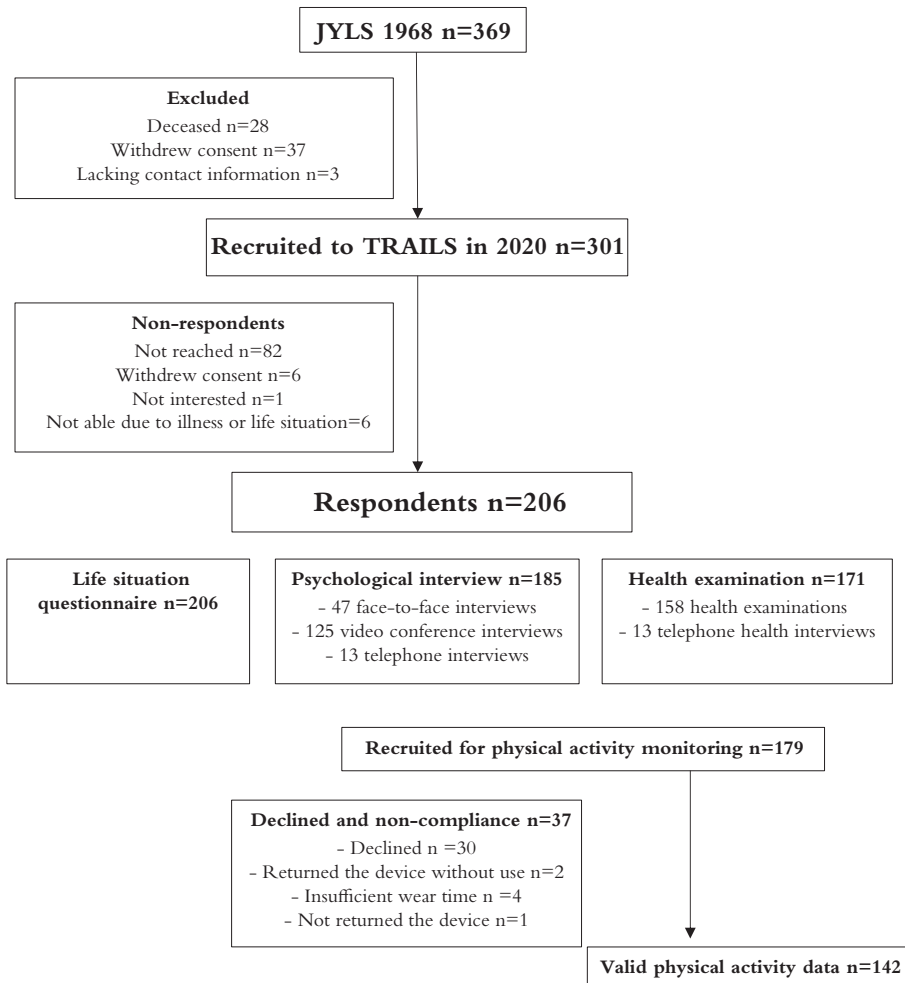 JYLS 1968 n=369
Excluded
Deceased n=28
Withdrew consent n=37
Lacking contact information n=3
Recruited to TRAILS in 2020 n=301
Non-respondents
Not reached n=82
Withdrew consent n=6
Not interested n=1
Not able due to illness or life situation=6
Respondents n=206
Life situation
questionnaire n=206
Psychological interview n=185
- 47 face-to-face interviews
- 125 video conference interviews
- 13 telephone interviews
Health examination n=171
- 158 health examinations
- 13 telephone health interviews
Recruited for physical activity monitoring n=179
Declined and non-compliance n=37
- Declined n =30
- Returned the device without use n=2
- Insufficient wear time n =4
- Not returned the device n=1
Valid physical activity data n=142